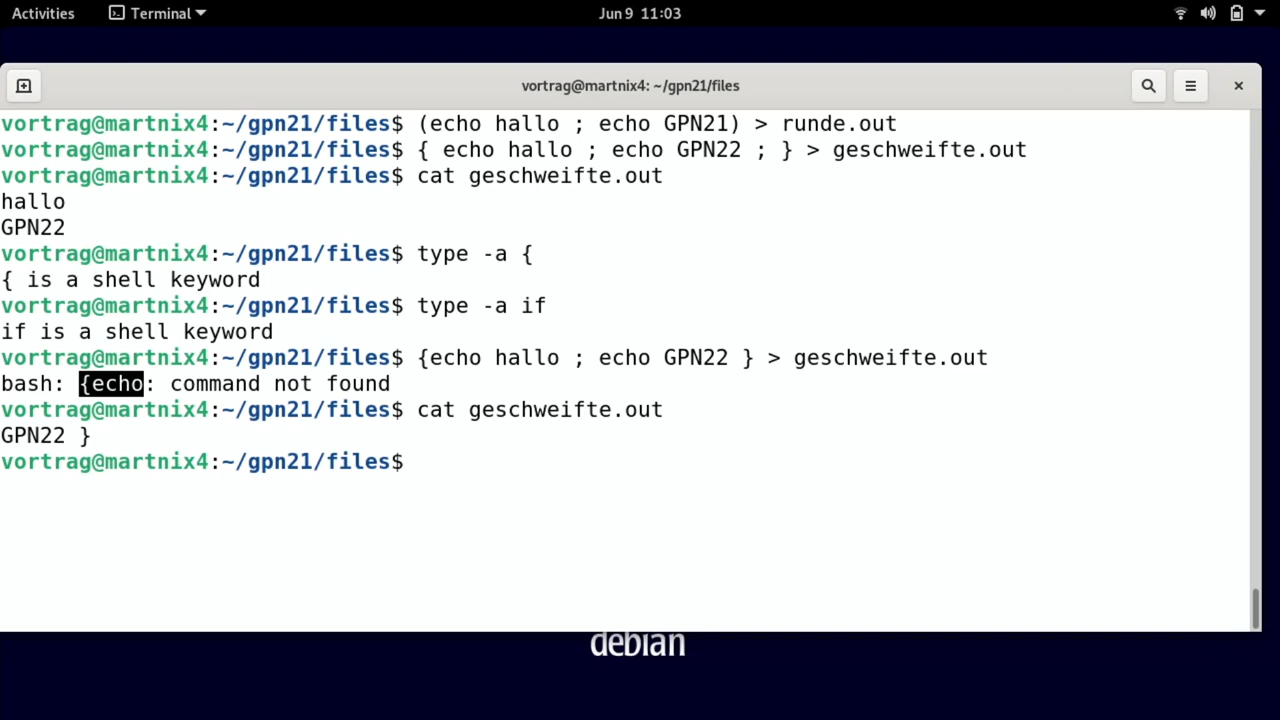 Activities Terminal Jun 9 11:03
vortrag@martnix4: ~/gpn21/files
vortrag@martnix4:~/gpn21/files$ (echo hallo ; echo GPN21) > runde.out
vortrag@martnix4:~/gpn21/files$ { echo hallo ; echo GPN22 ; } > geschweifte.out
vortrag@martnix4:~/gpn21/files$ cat geschweifte.out
hallo
GPN22
vortrag@martnix4:~/gpn21/files$ type -a {
{ is a shell keyword
vortrag@martnix4:~/gpn21/files$ type -a if
if is a shell keyword
vortrag@martnix4:~/gpn21/files$ {echo hallo ; echo GPN22 } > geschweifte.out
bash: {echo: command not found
vortrag@martnix4:~/gpn21/files$ cat geschweifte.out
GPN22 }
vortrag@martnix4:~/gpn21/files$
debian